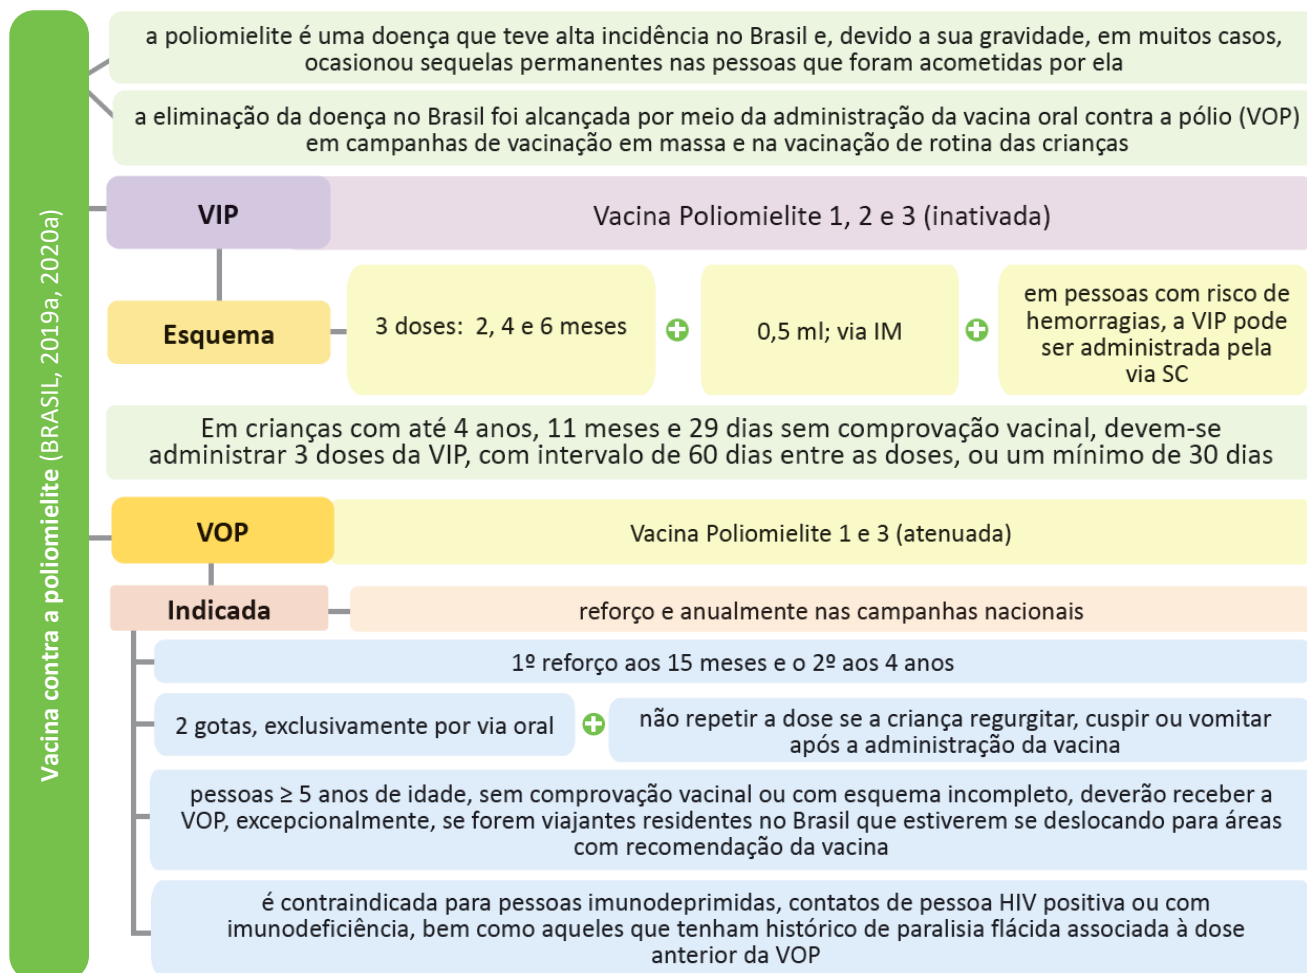 Vacina contra a poliomielite (BRASIL, 2019a, 2020a)
a poliomielite é uma doença que teve alta incidência no Brasil e, devido a sua gravidade, em muitos casos,
ocasionou sequelas permanentes nas pessoas que foram acometidas por ela
a eliminação da doença no Brasil foi alcançada por meio da administração da vacina oral contra a pólio (VOP)
em campanhas de vacinação em massa e na vacinação de rotina das crianças
VIP
Vacina Poliomielite 1, 2 e 3 (inativada)
Esquema
3 doses: 2, 4 e 6 meses
0,5 ml; via IM
em pessoas com risco de
hemorragias, a VIP pode
ser administrada pela
via SC
Em crianças com até 4 anos, 11 meses e 29 dias sem comprovação vacinal, devem-se
administrar 3 doses da VIP, com intervalo de 60 dias entre as doses, ou um mínimo de 30 dias
VOP
Vacina Poliomielite 1 e 3 (atenuada)
Indicada
reforço e anualmente nas campanhas nacionais
1º reforço aos 15 meses e o 2º aos 4 anos
2 gotas, exclusivamente por via oral
não repetir a dose se a criança regurgitar, cuspir ou vomitar
após a administração da vacina
pessoas ≥ 5 anos de idade, sem comprovação vacinal ou com esquema incompleto, deverão receber a
VOP, excepcionalmente, se forem viajantes residentes no Brasil que estiverem se deslocando para áreas
com recomendação da vacina
é contraindicada para pessoas imunodeprimidas, contatos de pessoa HIV positiva ou com
imunodeficiência, bem como aqueles que tenham histórico de paralisia flácida associada à dose
anterior da VOP